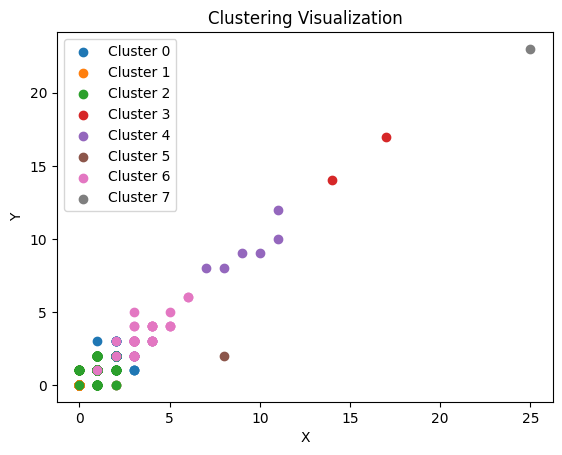 Clustering Visualization
Cluster 0
Cluster 1
Cluster 2
Cluster 3
Cluster 4
Cluster 5
Cluster 6
Cluster 7
Y
20
15
10
5
0
0 5 10 15 20 25
X